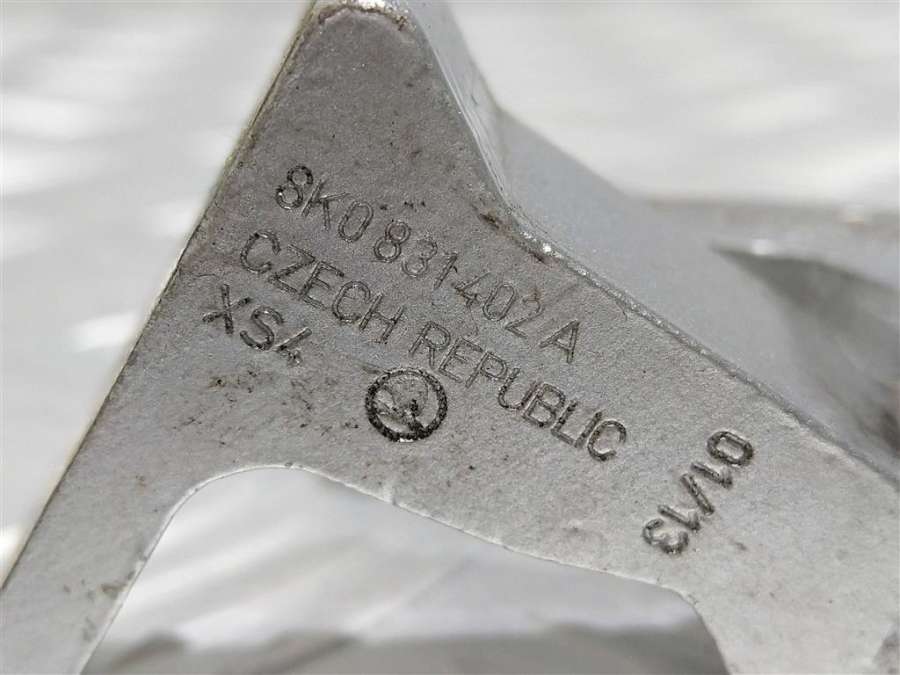 8K0 831 402 A
CZECH REPUBLIC
XS4
01/13